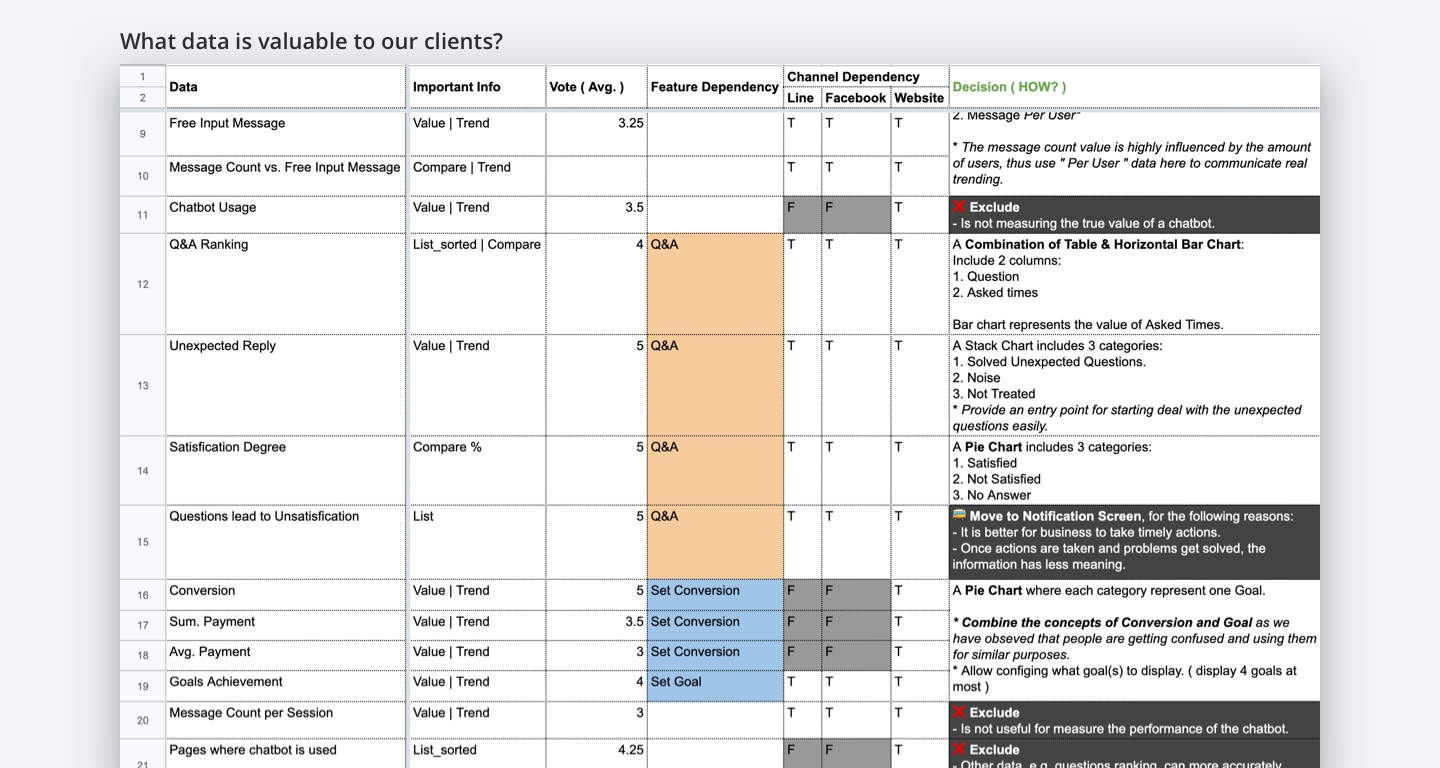 What data is valuable to our clients?
1
2
Data
Important Info
Vote ( Avg. )
Feature Dependency
Channel Dependency
Line
Facebook
Website
Decision ( HOW? )
9
Free Input Message
Value | Trend
3.25
T
T
T
2. Message Per User*
* The message count value is highly influenced by the amount
of users, thus use " Per User " data here to communicate real
trending.
10
Message Count vs. Free Input Message
Compare | Trend
T
T
T
11
Chatbot Usage
Value | Trend
3.5
F
F
T
❌ Exclude
- Is not measuring the true value of a chatbot.
12
Q&A Ranking
List_sorted | Compare
4
Q&A
T
T
T
A Combination of Table & Horizontal Bar Chart:
Include 2 columns:
1. Question
2. Asked times
Bar chart represents the value of Asked Times.
13
Unexpected Reply
Value | Trend
5
Q&A
T
T
T
A Stack Chart includes 3 categories:
1. Solved Unexpected Questions.
2. Noise
3. Not Treated
* Provide an entry point for starting deal with the unexpected
questions easily.
14
Satisfication Degree
Compare %
5
Q&A
T
T
T
A Pie Chart includes 3 categories:
1. Satisfied
2. Not Satisfied
3. No Answer
15
Questions lead to Unsatisfication
List
5
Q&A
T
T
T
Move to Notification Screen, for the following reasons:
- It is better for business to take timely actions.
- Once actions are taken and problems get solved, the
information has less meaning.
16
Conversion
Value | Trend
5
Set Conversion
F
F
T
A Pie Chart where each category represent one Goal.
17
Sum. Payment
Value | Trend
3.5
Set Conversion
F
F
T
* Combine the concepts of Conversion and Goal as we
have obseved that people are getting confused and using them
for similar purposes.
18
Avg. Payment
Value | Trend
3
Set Conversion
F
F
T
19
Goals Achievement
Value | Trend
4
Set Goal
T
T
T
* Allow configing what goal(s) to display. ( display 4 goals at
most )
20
Message Count per Session
Value | Trend
3
T
T
T
❌ Exclude
- Is not useful for measure the performance of the chatbot.
21
Pages where chatbot is used
List_sorted
4.25
F
F
T
❌ Exclude
- Other data, e.g. questions ranking, can more accurately